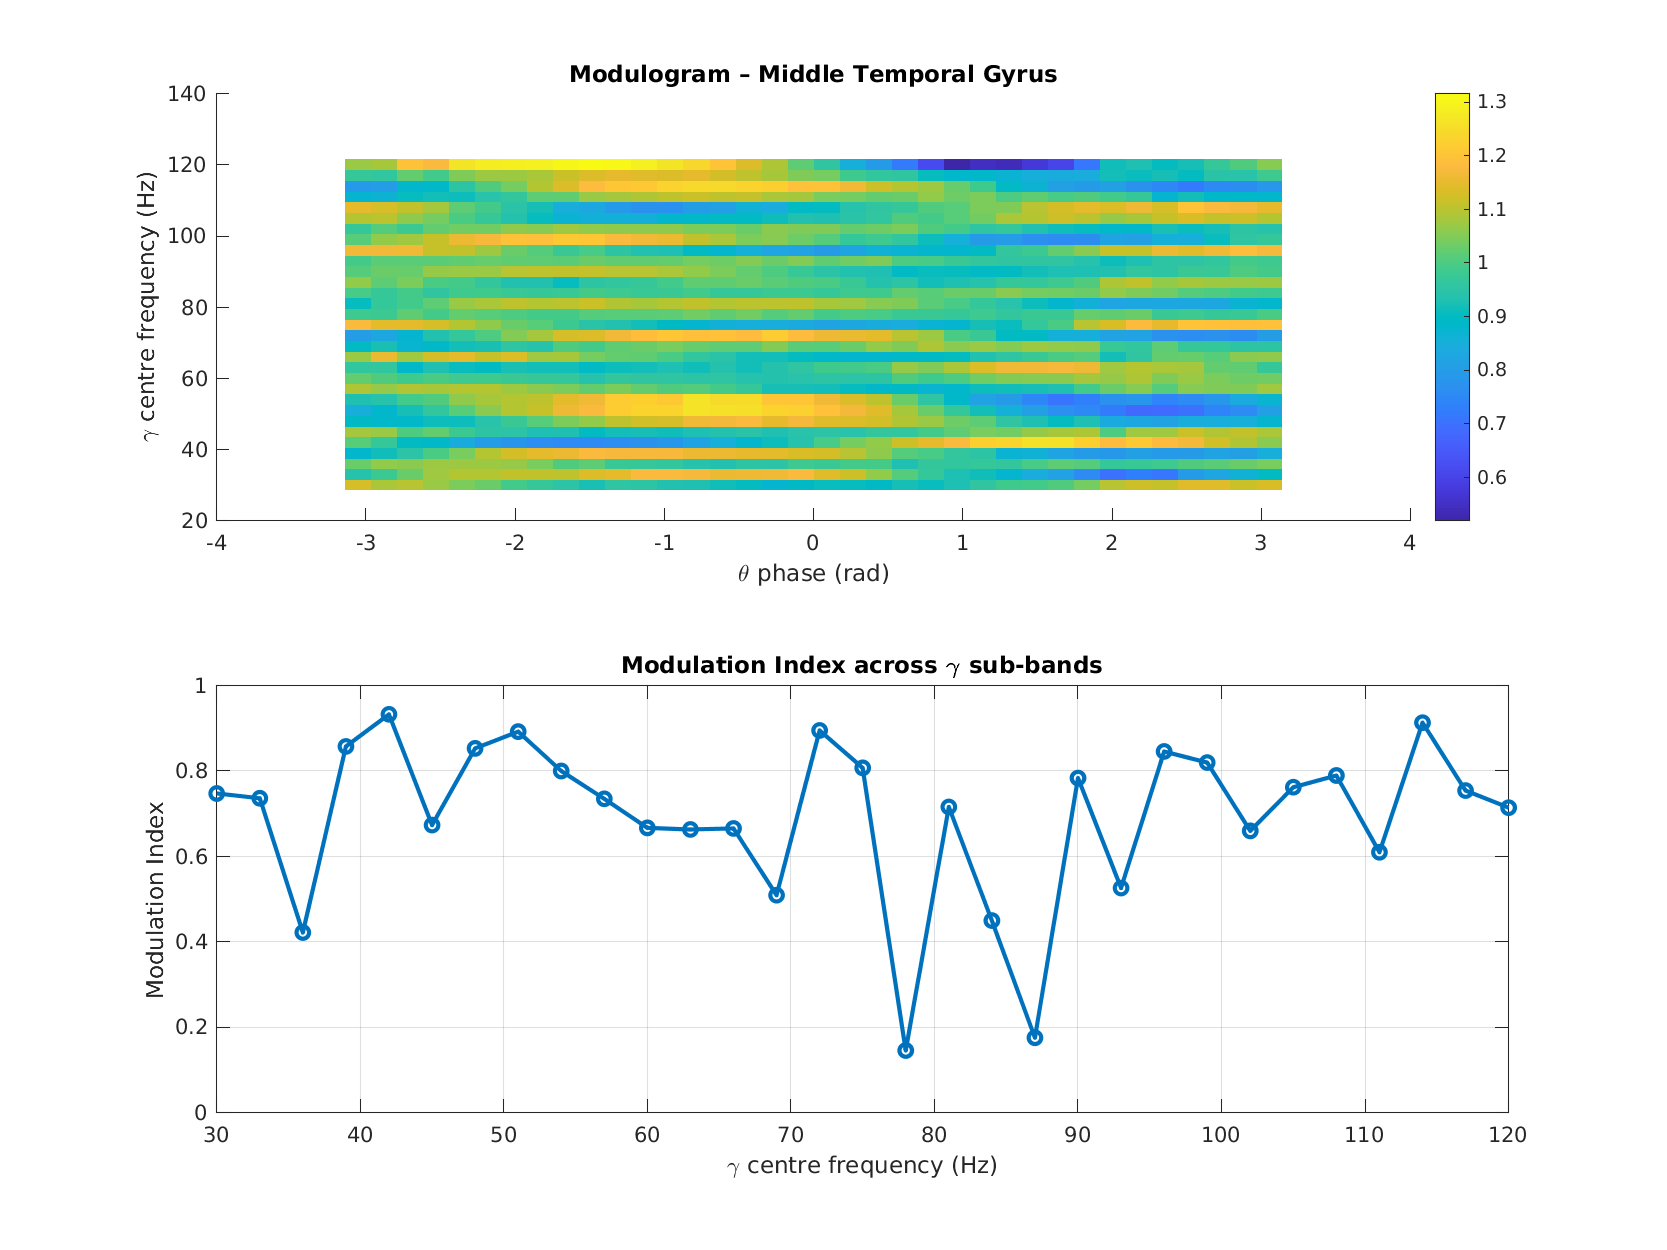 Modulogram – Middle Temporal Gyrus
140
120
100
80
60
40
20
γ centre frequency (Hz)
-4 -3 -2 -1 0 1 2 3 4
θ phase (rad)
1.3
1.2
1.1
1
0.9
0.8
0.7
0.6
Modulation Index across γ sub-bands
1
0.8
0.6
0.4
0.2
0
Modulation Index
30 40 50 60 70 80 90 100 110 120
γ centre frequency (Hz)